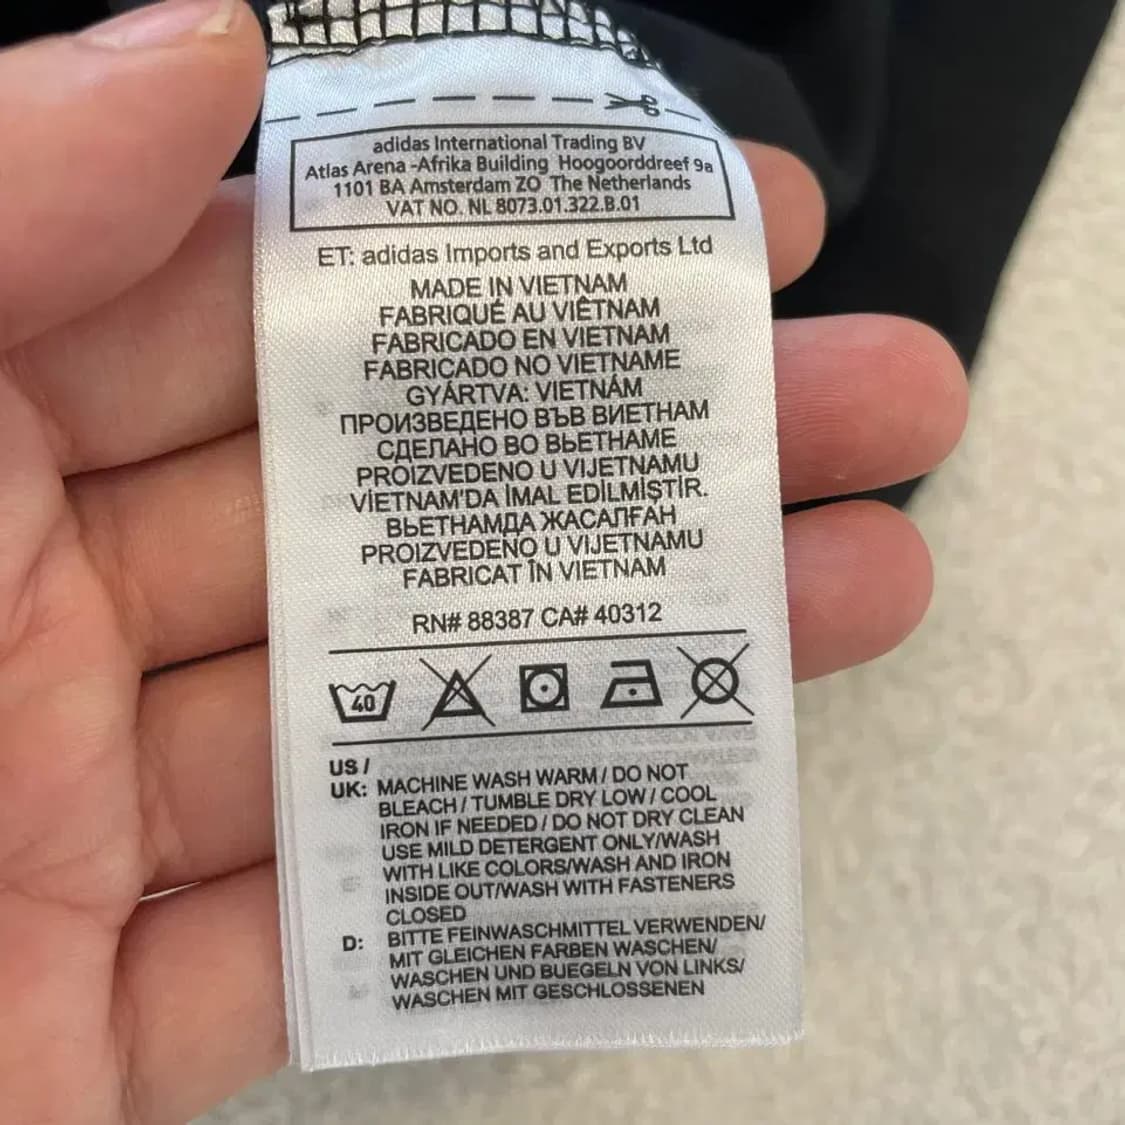 adidas International Trading BV
Atlas Arena -Afrika Building Hoogoorddreef 9a
1101 BA Amsterdam ZO The Netherlands
VAT NO. NL 8073.01.322.B.01
ET: adidas Imports and Exports Ltd
MADE IN VIETNAM
FABRIQUÉ AU VIÊTNAM
FABRICADO EN VIETNAM
FABRICADO NO VIETNAME
GYÁRTVA: VIETNÁM
ПРОИЗВЕДЕНО ВЪВ ВИЕТНАМ
СДЕЛАНО ВО ВЬЕТНАМЕ
PROIZVEDENO U VIJETNAMU
VİETNAM'DA İMAL EDİLMİŞTİR.
ВЬЕТНАМДА ЖАСАЛҒАН
PROIZVEDENO U VIJETNAMU
FABRICAT ÎN VIETNAM
RN# 88387 CA# 40312
40
US /
UK: MACHINE WASH WARM / DO NOT
BLEACH / TUMBLE DRY LOW / COOL
IRON IF NEEDED / DO NOT DRY CLEAN
USE MILD DETERGENT ONLY/WASH
WITH LIKE COLORS/WASH AND IRON
INSIDE OUT/WASH WITH FASTENERS
CLOSED
D: BITTE FEINWASCHMITTEL VERWENDEN/
MIT GLEICHEN FARBEN WASCHEN/
WASCHEN UND BUEGELN VON LINKS/
WASCHEN MIT GESCHLOSSENEN